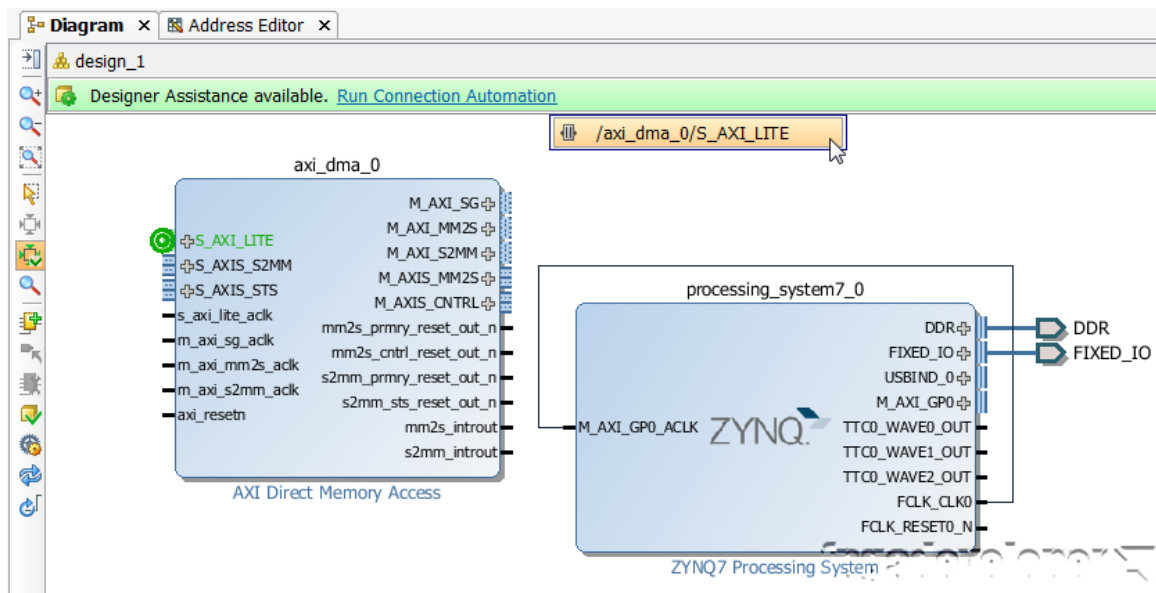 Diagram × Address Editor ×
design_1
Designer Assistance available. Run Connection Automation
/axi_dma_0/S_AXI_LITE
axi_dma_0
M_AXI_SG
M_AXI_MM2S
S_AXI_LITE
M_AXI_S2MM
S_AXIS_S2MM
M_AXIS_MM2S
S_AXIS_STS
M_AXIS_CNTRL
s_axi_lite_aclk
mm2s_prmry_reset_out_n
m_axi_sg_aclk
mm2s_cntrl_reset_out_n
m_axi_mm2s_aclk
s2mm_prmry_reset_out_n
m_axi_s2mm_aclk
s2mm_sts_reset_out_n
axi_resetn
mm2s_introut
s2mm_introut
AXI Direct Memory Access
processing_system7_0
DDR
DDR
FIXED_IO
FIXED_IO
USBIND_0
M_AXI_GP0
M_AXI_GP0_ACLK
ZYNQ.
TTC0_WAVE0_OUT
TTC0_WAVE1_OUT
TTC0_WAVE2_OUT
FCLK_CLK0
FCLK_RESET0_N
ZYNQ7 Processing System